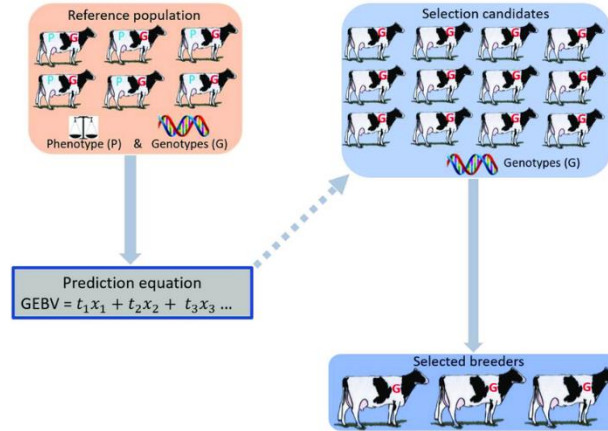 Reference population
P G P G P G
P G P G P G
Phenotype (P) & Genotypes (G)
Prediction equation
GEBV = t₁x₁ + t₂x₂ + t₃x₃ ...
Selection candidates
G G G G
G G G G
G G G G
Genotypes (G)
Selected breeders
G G G